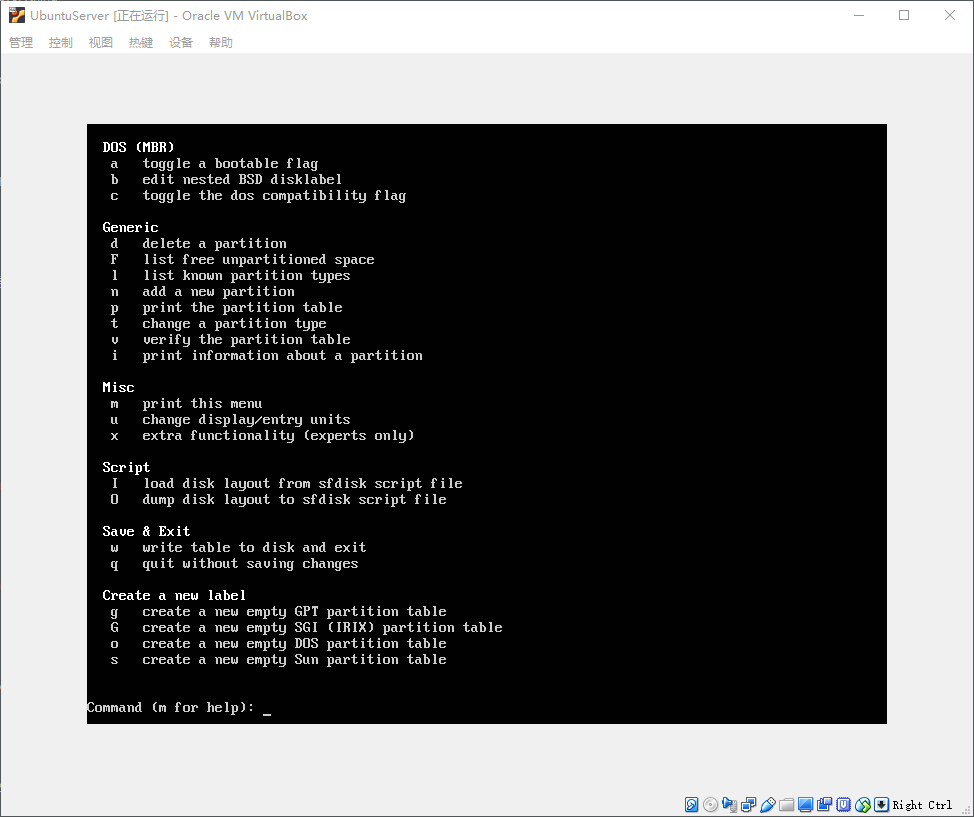 UbuntuServer [正在运行] - Oracle VM VirtualBox
管理 控制 视图 热键 设备 帮助
DOS (MBR)
a toggle a bootable flag
b edit nested BSD disklabel
c toggle the dos compatibility flag
Generic
d delete a partition
F list free unpartitioned space
l list known partition types
n add a new partition
p print the partition table
t change a partition type
v verify the partition table
i print information about a partition
Misc
m print this menu
u change display/entry units
x extra functionality (experts only)
Script
I load disk layout from sfdisk script file
O dump disk layout to sfdisk script file
Save & Exit
w write table to disk and exit
q quit without saving changes
Create a new label
g create a new empty GPT partition table
G create a new empty SGI (IRIX) partition table
o create a new empty DOS partition table
s create a new empty Sun partition table
Command (m for help): _
Right Ctrl